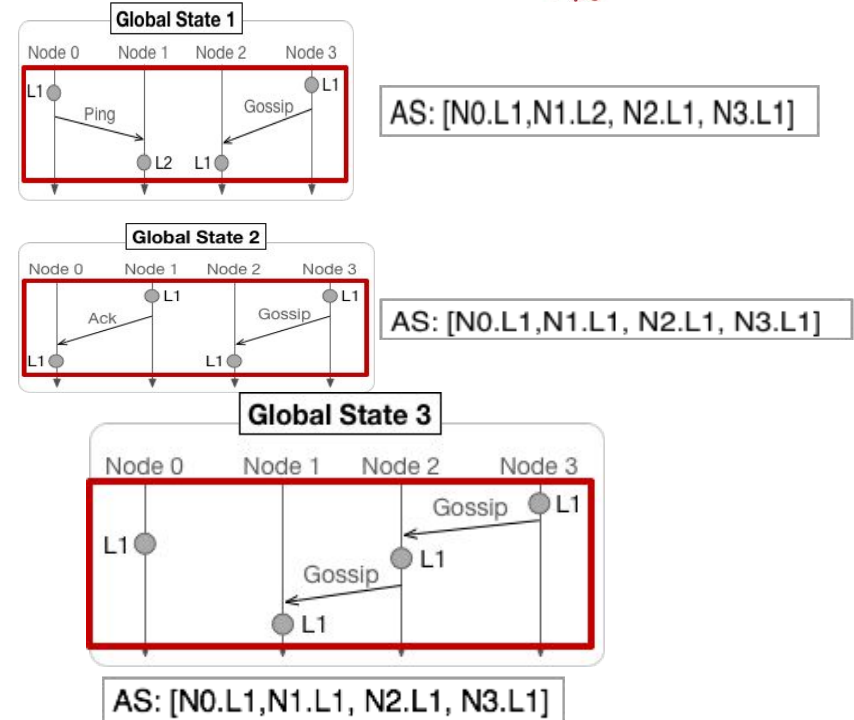 Global State 1
Node 0 Node 1 Node 2 Node 3
L1 L1
Ping Gossip
L2 L1
AS: [N0.L1,N1.L2, N2.L1, N3.L1]
Global State 2
Node 0 Node 1 Node 2 Node 3
L1 L1
Ack Gossip
L1 L1
AS: [N0.L1,N1.L1, N2.L1, N3.L1]
Global State 3
Node 0 Node 1 Node 2 Node 3
Gossip L1
L1 L1
Gossip
L1
AS: [N0.L1,N1.L1, N2.L1, N3.L1]